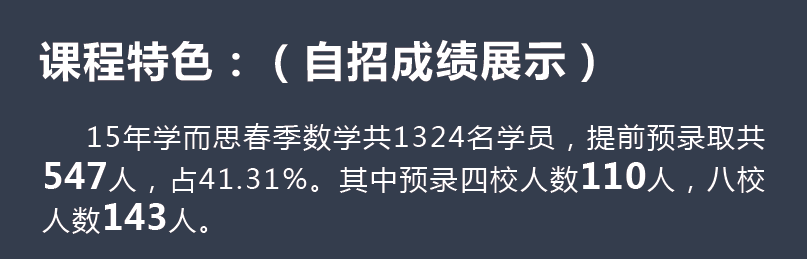 课程特色：（自招成绩展示）
15年学而思春季数学共1324名学员，提前预录取共
547人，占41.31%。其中预录四校人数110人，八校
人数143人。